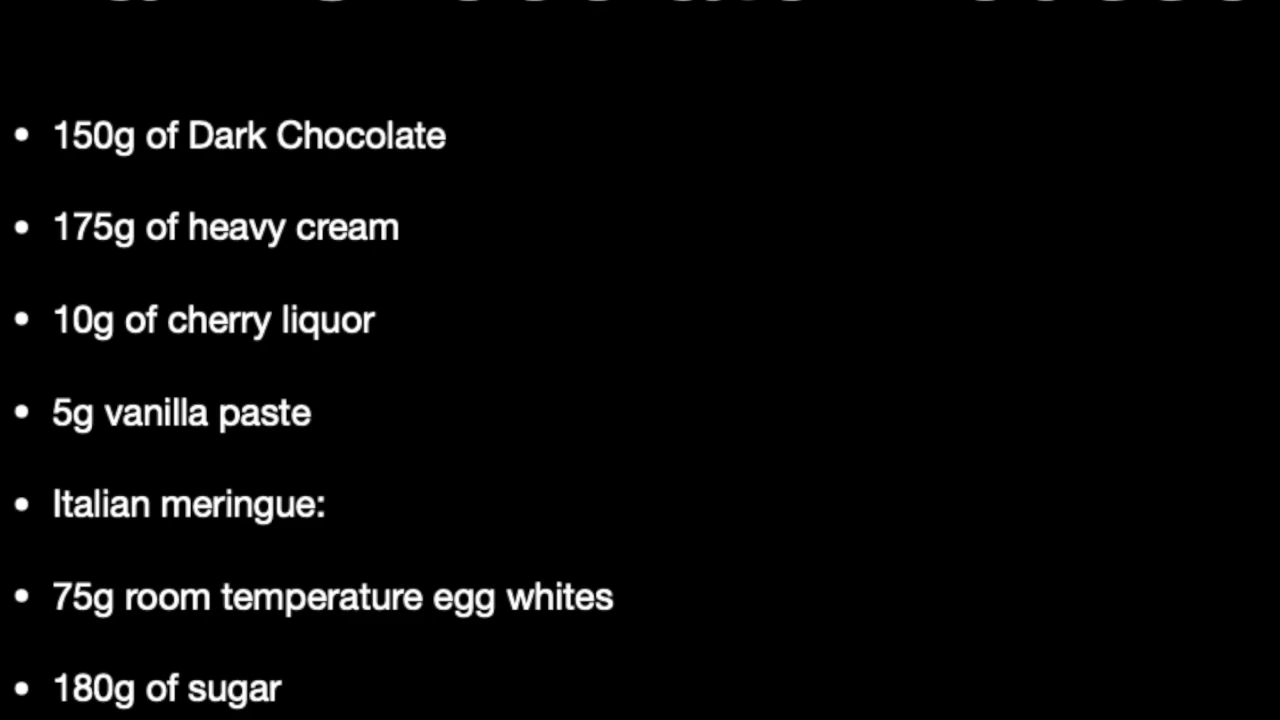 • 150g of Dark Chocolate
• 175g of heavy cream
• 10g of cherry liquor
• 5g vanilla paste
• Italian meringue:
• 75g room temperature egg whites
• 180g of sugar